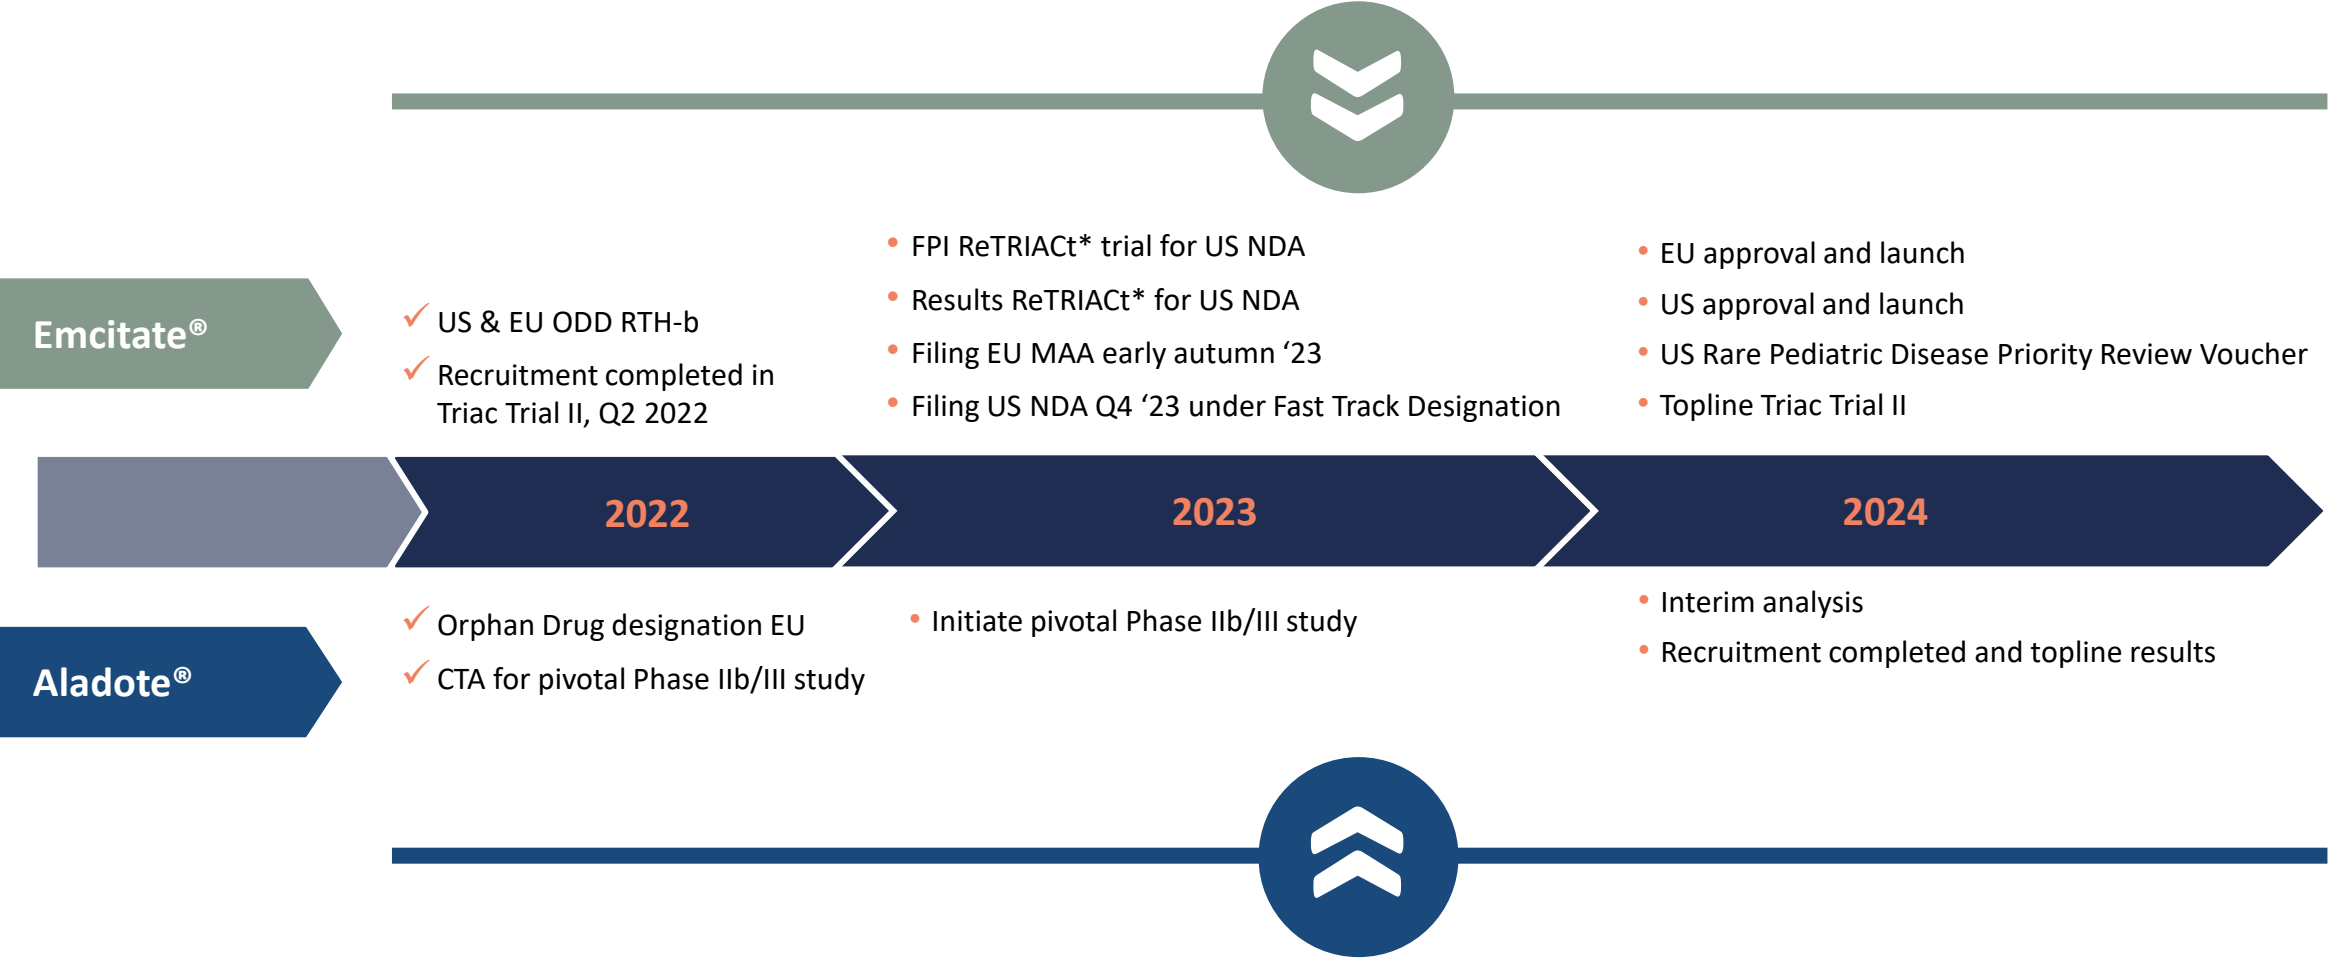 Emcitate®
US & EU ODD RTH-b
Recruitment completed in
Triac Trial II, Q2 2022
FPI ReTRIACt* trial for US NDA
Results ReTRIACt* for US NDA
Filing EU MAA early autumn ‘23
Filing US NDA Q4 ‘23 under Fast Track Designation
EU approval and launch
US approval and launch
US Rare Pediatric Disease Priority Review Voucher
Topline Triac Trial II
2022
2023
2024
Aladote®
Orphan Drug designation EU
CTA for pivotal Phase IIb/III study
Initiate pivotal Phase IIb/III study
Interim analysis
Recruitment completed and topline results